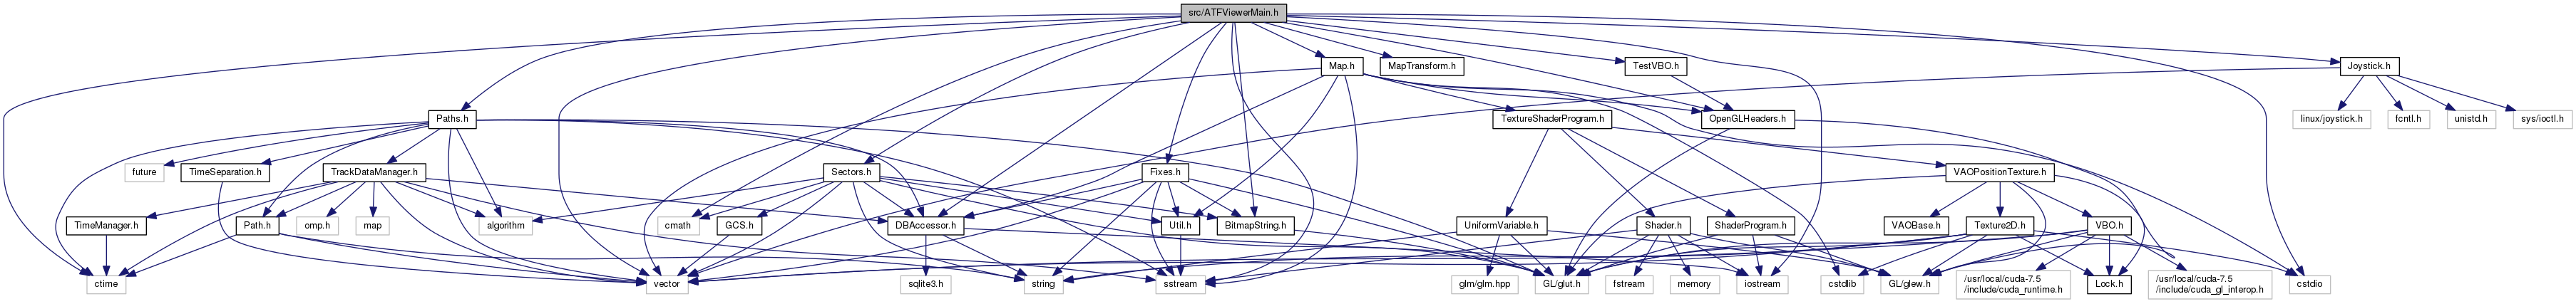 src/ATFViewerMain.h
Map.h
MapTransform.h
TestVBO.h
Joystick.h
Paths.h
TextureShaderProgram.h
OpenGLHeaders.h
linux/joystick.h
fcntl.h
unistd.h
sys/ioctl.h
future
TimeSeparation.h
TrackDataManager.h
Sectors.h
Fixes.h
VAOPositionTexture.h
TimeManager.h
Path.h
omp.h
map
algorithm
cmath
GCS.h
DBAccessor.h
Util.h
BitmapString.h
UniformVariable.h
Shader.h
ShaderProgram.h
VAOBase.h
Texture2D.h
VBO.h
ctime
vector
sqlite3.h
string
sstream
glm/glm.hpp
GL/glut.h
fstream
memory
iostream
cstdlib
GL/glew.h
/usr/local/cuda-7.5
/include/cuda_runtime.h
Lock.h
/usr/local/cuda-7.5
/include/cuda_gl_interop.h
cstdio